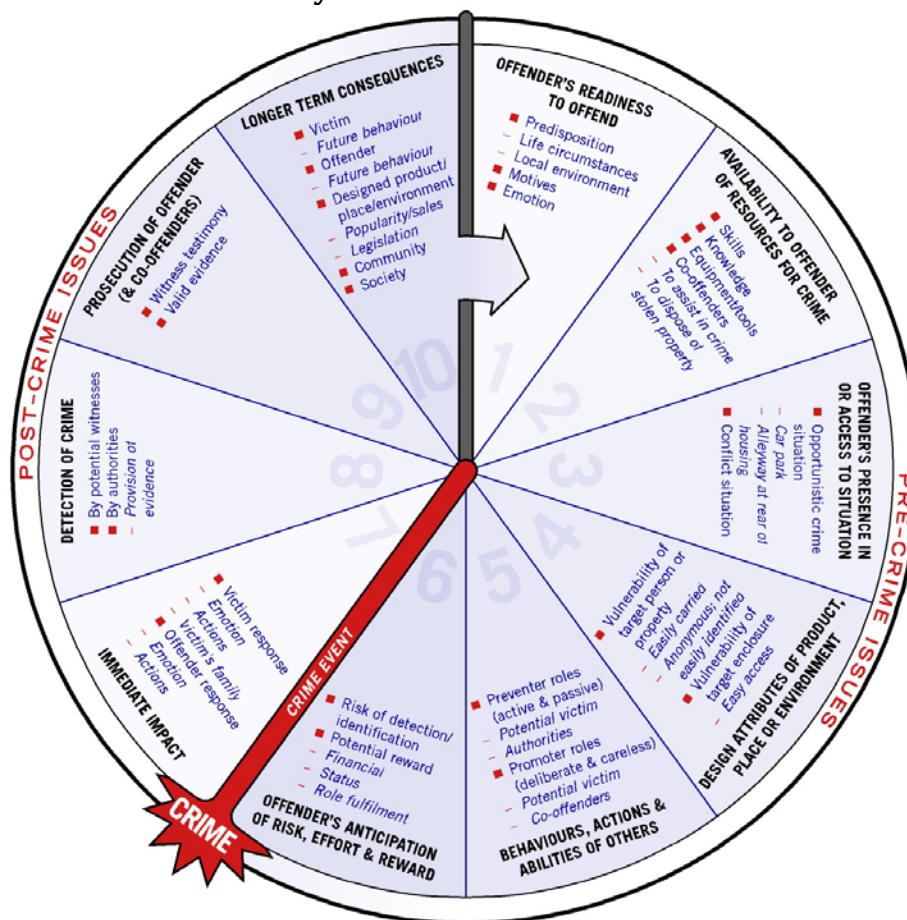 OFFENDER'S READINESS
TO OFFEND
Predisposition
Life circumstances
Local environment
Motives
Emotion
AVAILABILITY TO OFFENDER
OF RESOURCES FOR CRIME
Skills
Knowledge
Equipment/tools
Co-offenders
To assist in crime
To dispose of
stolen property
OFFENDER'S PRESENCE IN
OR ACCESS TO SITUATION
Opportunistic crime
situation
Car park
Alleyway at rear of
housing
Conflict situation
DESIGN ATTRIBUTES OF PRODUCT,
PLACE OR ENVIRONMENT
Vulnerability of
target person or
property
Easily carried
Anonymous; not
easily identified
Vulnerability of
target enclosure
Easy access
BEHAVIOURS, ACTIONS &
ABILITIES OF OTHERS
Preventer roles
(active & passive)
Potential victim
Authorities
Promoter roles
(deliberate & careless)
Potential victim
Co-offenders
OFFENDER'S ANTICIPATION
OF RISK, EFFORT & REWARD
Risk of detection/
identification
Potential reward
Financial
Status
Role fulfilment
CRIME EVENT
CRIME
IMMEDIATE IMPACT
Victim response
Emotion
Actions
Victim's family
Offender response
Emotion
Actions
DETECTION OF CRIME
By potential witnesses
By authorities
Provision of
evidence
PROSECUTION OF OFFENDER
(& CO-OFFENDERS)
Witness testimony
Valid evidence
LONGER TERM CONSEQUENCES
Victim
Future behaviour
Offender
Future behaviour
Designed product/
place/environment
Popularity/sales
Legislation
Community
Society
PRE-CRIME ISSUES
POST-CRIME ISSUES
1
2
3
4
5
6
7
8
9
10